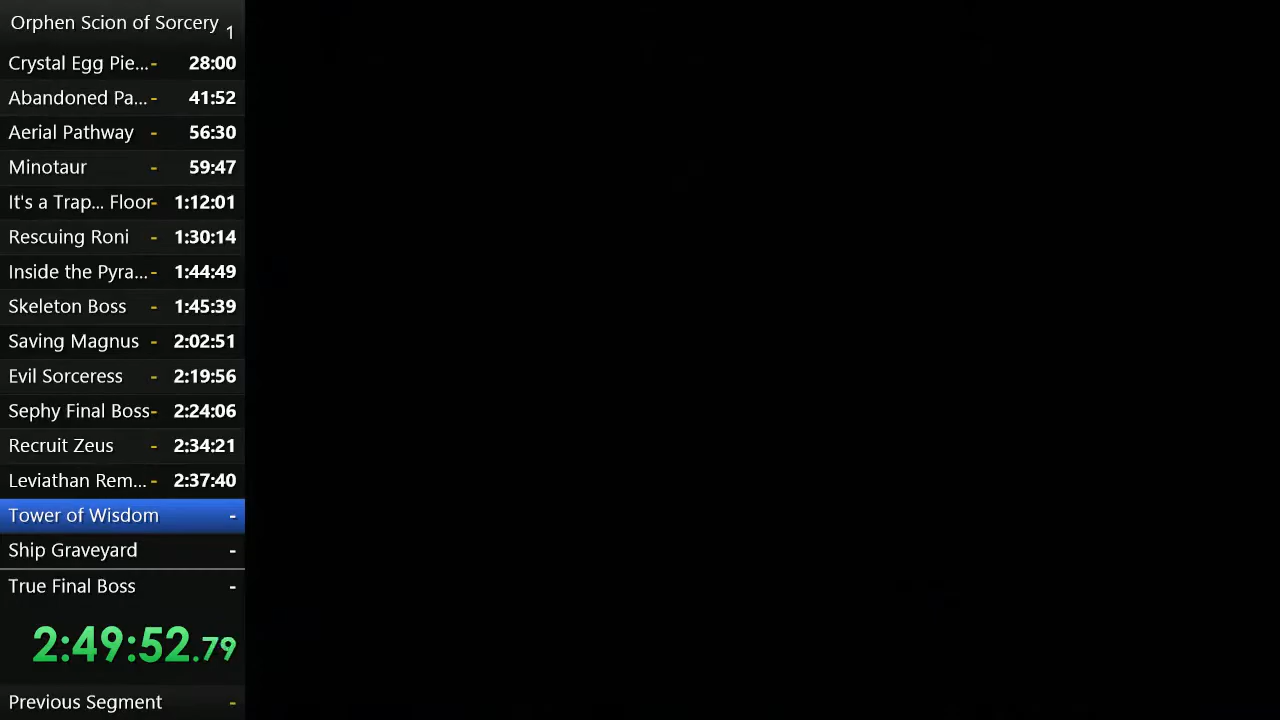 Orphen Scion of Sorcery 1
Crystal Egg Pie... - 28:00
Abandoned Pa... - 41:52
Aerial Pathway - 56:30
Minotaur - 59:47
It's a Trap... Floor - 1:12:01
Rescuing Roni - 1:30:14
Inside the Pyra... - 1:44:49
Skeleton Boss - 1:45:39
Saving Magnus - 2:02:51
Evil Sorceress - 2:19:56
Sephy Final Boss - 2:24:06
Recruit Zeus - 2:34:21
Leviathan Rem... - 2:37:40
Tower of Wisdom -
Ship Graveyard -
True Final Boss -
2:49:52.79
Previous Segment -